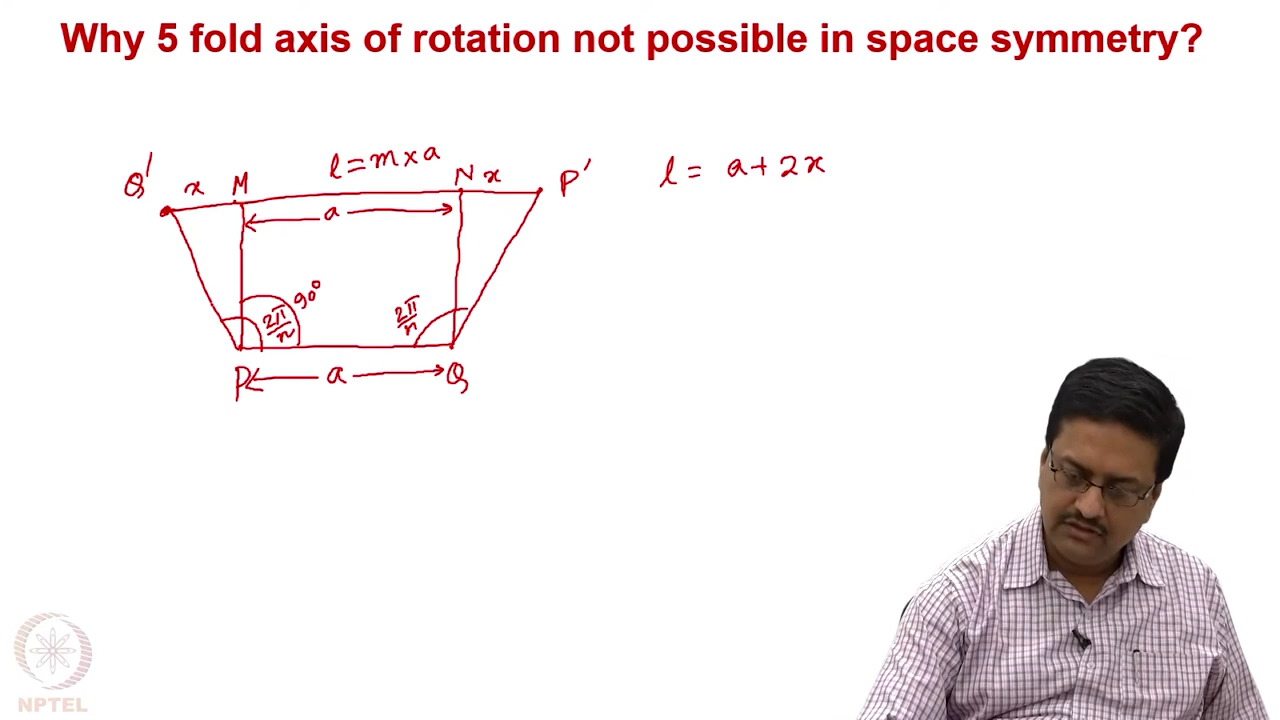 Why 5 fold axis of rotation not possible in space symmetry?
l = m × a
l = a + 2x
Q' x M N x P'
a
90°
2π/n 2π/n
P a Q
NPTEL